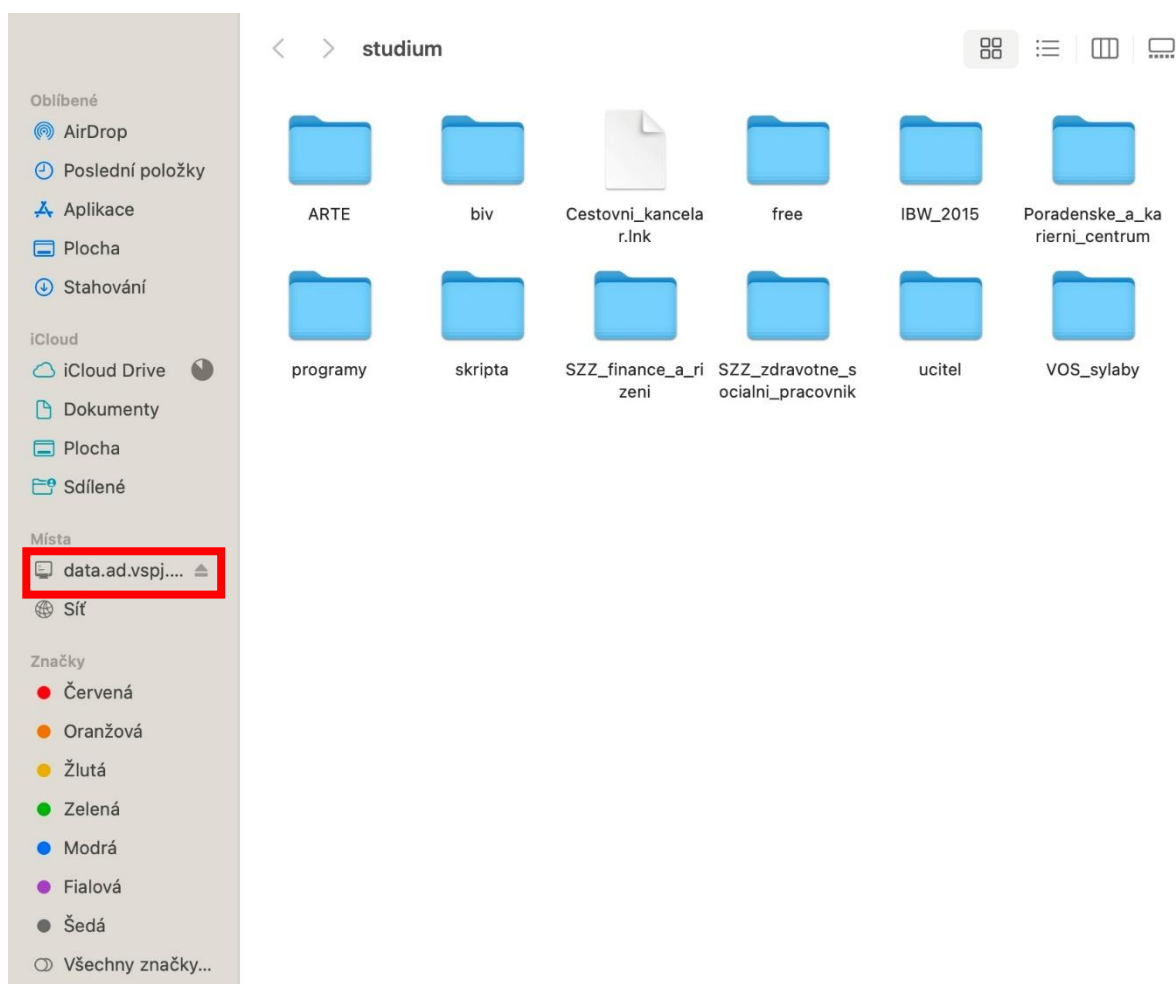 studium
Oblíbené
AirDrop
Poslední položky
Aplikace
Plocha
Stahování
iCloud
iCloud Drive
Dokumenty
Plocha
Sdílené
Místa
data.ad.vspj....
Síť
Značky
Červená
Oranžová
Žlutá
Zelená
Modrá
Fialová
Šedá
Všechny značky...
ARTE
biv
Cestovni_kancela
r.lnk
free
IBW_2015
Poradenske_a_ka
rierni_centrum
programy
skripta
SZZ_finance_a_ri
zeni
SZZ_zdravotne_s
ocialni_pracovnik
ucitel
VOS_sylaby